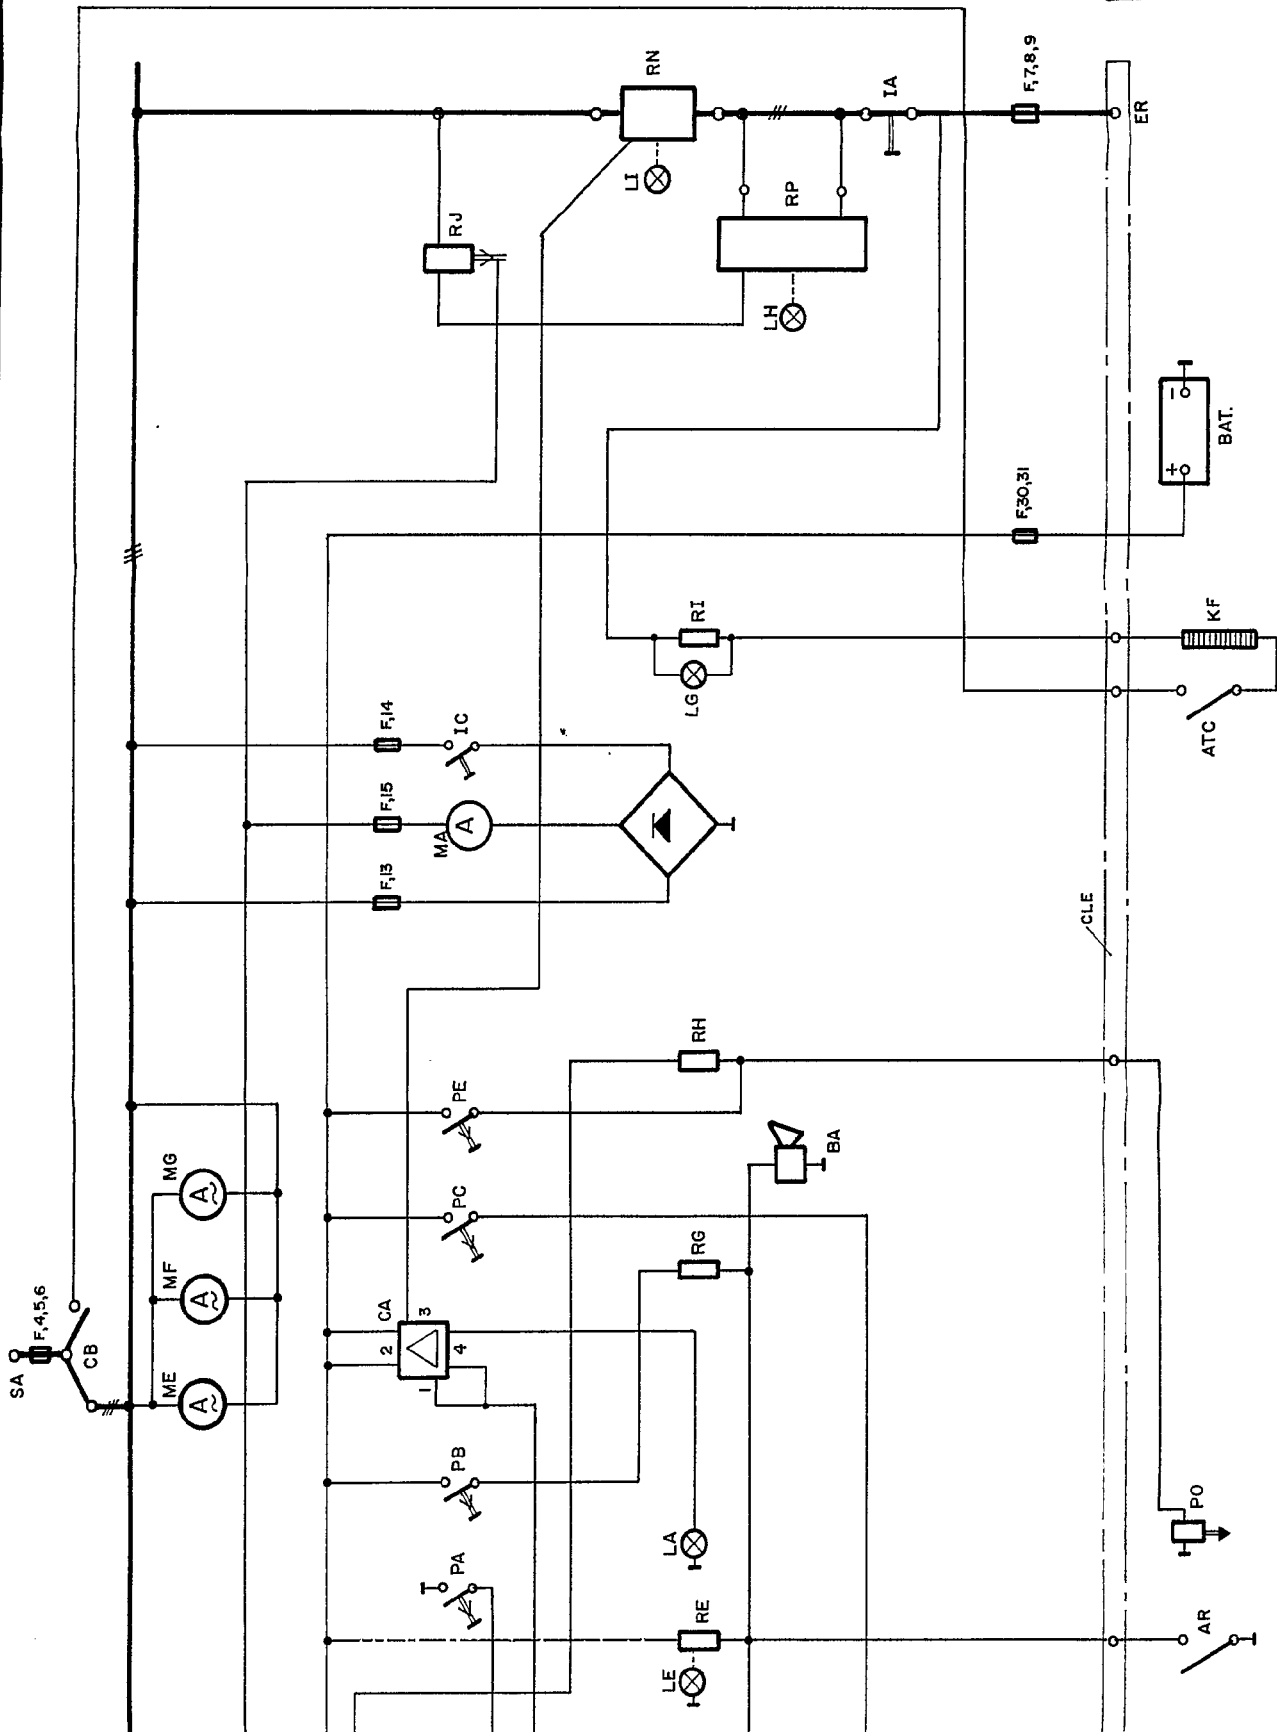 RN
F,7,8,9
IA
ER
LI
RP
RJ
LH
BAT.
+
-
F,30,31
RI
KF
LG
F,14
IC
ATC
F,15
MA
A
F,13
CLE
RH
PE
MG
A~
BA
PC
RG
MF
A~
F,4,5,6
SA
CB
CA
3
2
4
1
ME
A~
PB
PO
LA
PA
RE
AR
LE